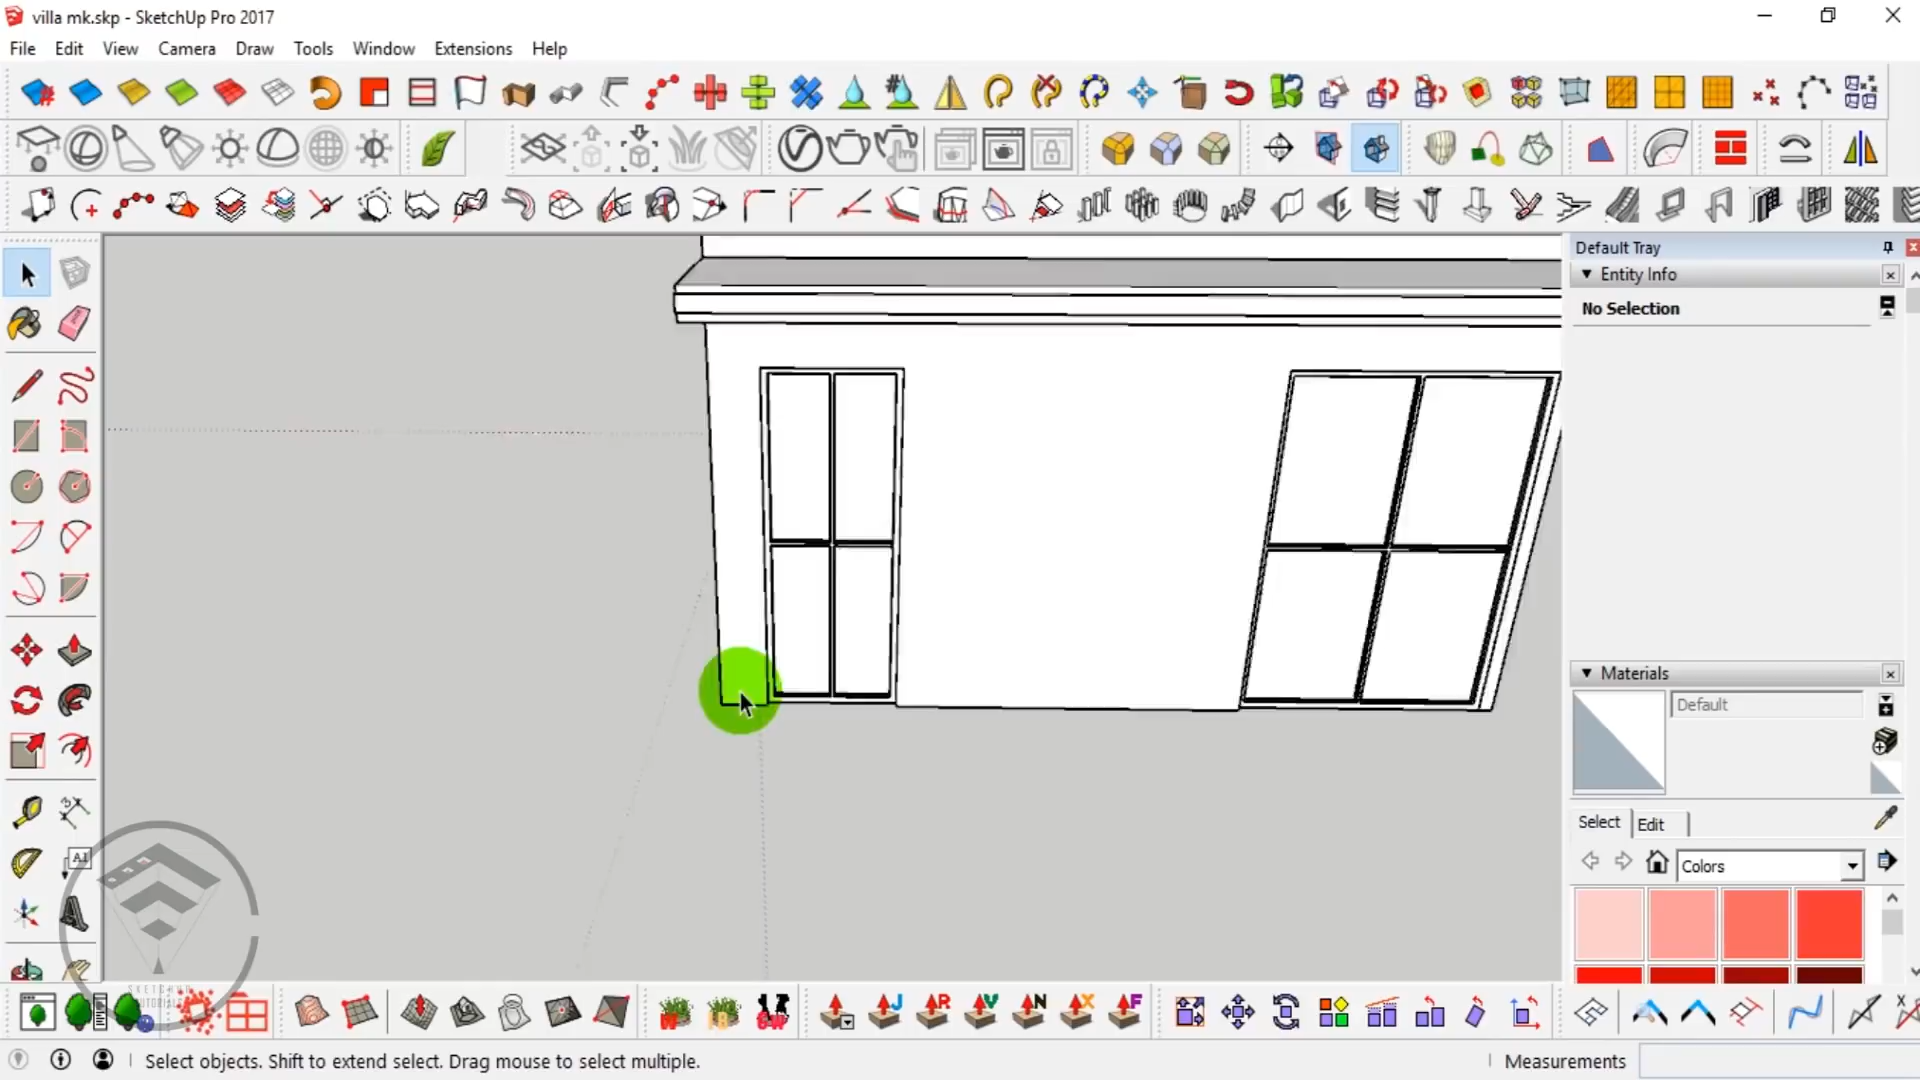 villa mk.skp - SketchUp Pro 2017
File Edit View Camera Draw Tools Window Extensions Help
Default Tray
Entity Info
No Selection
Materials
Default
Select Edit
Colors
A1
SKETCHUP
J R V N X F
Select objects. Shift to extend select. Drag mouse to select multiple.
Measurements